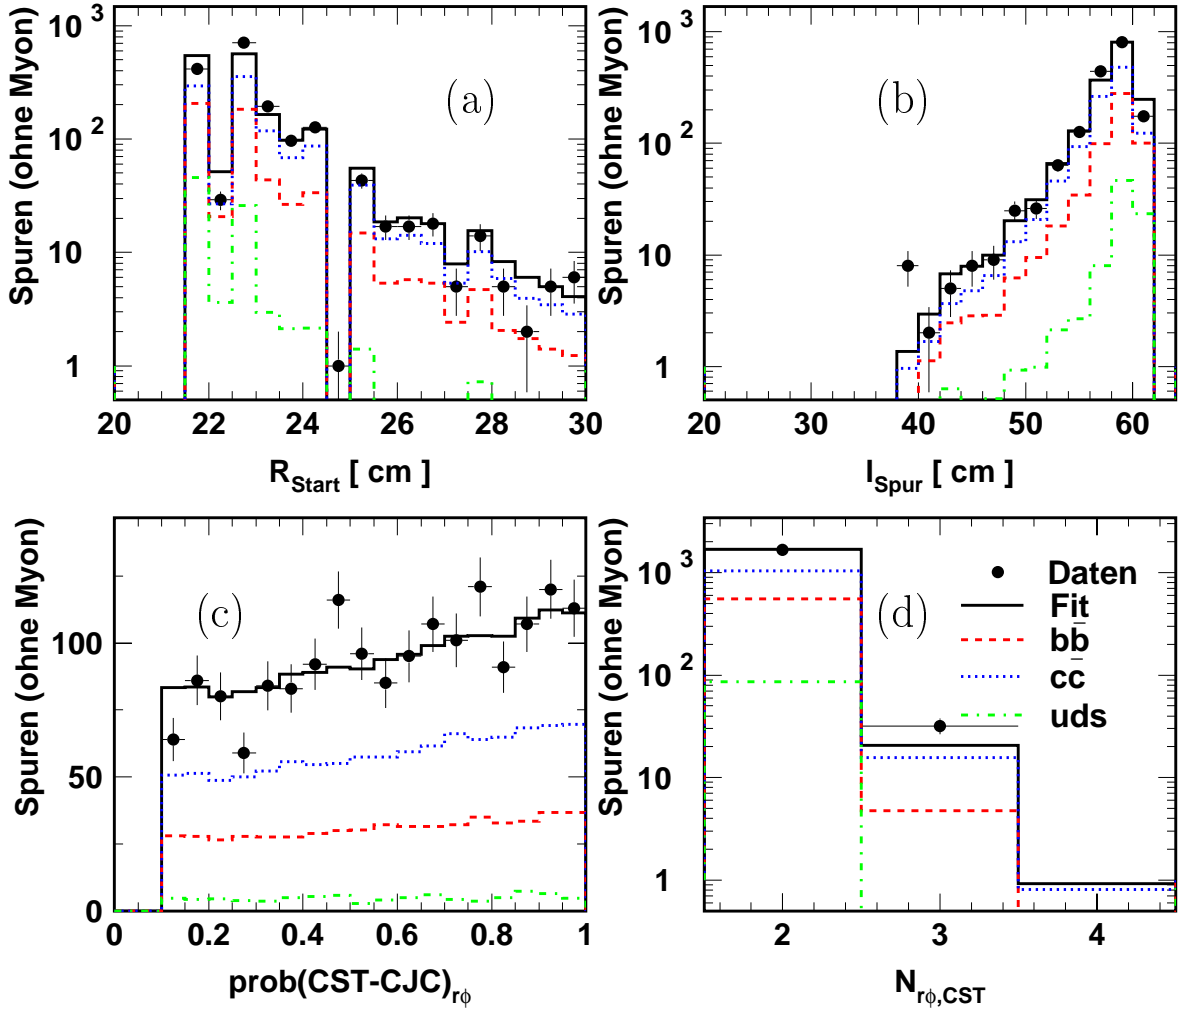 Spuren (ohne Myon)
10³
10²
10
1
(a)
20 22 24 26 28 30
R_Start [ cm ]
Spuren (ohne Myon)
10³
10²
10
1
(b)
20 30 40 50 60
l_Spur [ cm ]
Spuren (ohne Myon)
100
50
0
(c)
0 0.2 0.4 0.6 0.8 1
prob(CST-CJC)_rϕ
Spuren (ohne Myon)
10³
10²
10
1
(d)
Daten
Fit
bb̄
cc̄
uds
2 3 4
N_rϕ,CST